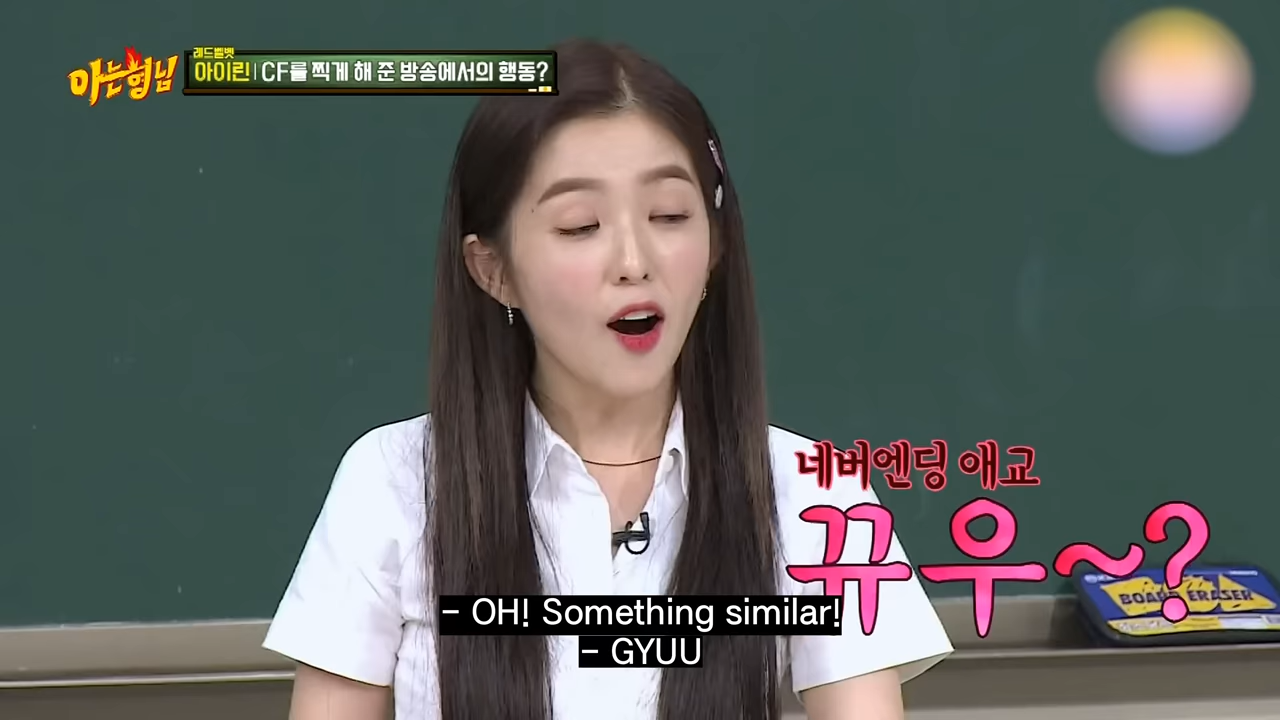 아는형님
레드벨벳
아이린 | CF를 찍게 해 준 방송에서의 행동?
네버엔딩 애교
뀨우~?
BOARD ERASER
- OH! Something similar!
- GYUU